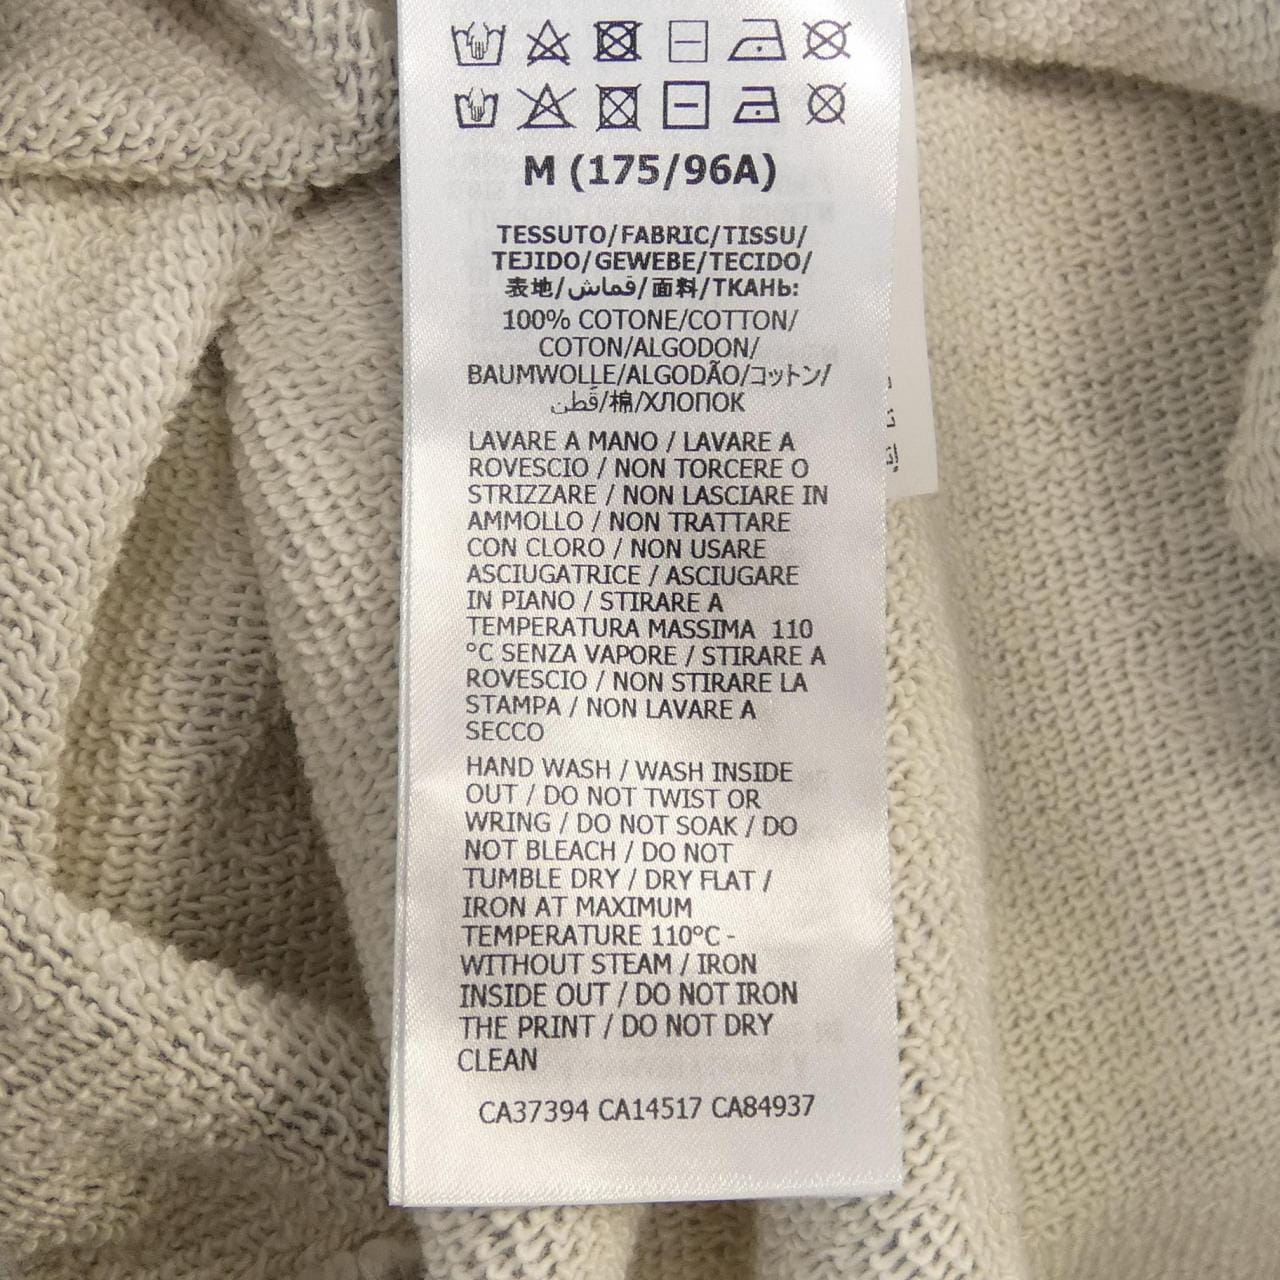 M (175/96A)
TESSUTO/FABRIC/TISSU/
TEJIDO/GEWEBE/TECIDO/
表地/قماش/面料/ТКАНЬ:
100% COTONE/COTTON/
COTON/ALGODON/
BAUMWOLLE/ALGODÃO/コットン/
قطن/棉/ХЛОПОК
LAVARE A MANO / LAVARE A
ROVESCIO / NON TORCERE O
STRIZZARE / NON LASCIARE IN
AMMOLLO / NON TRATTARE
CON CLORO / NON USARE
ASCIUGATRICE / ASCIUGARE
IN PIANO / STIRARE A
TEMPERATURA MASSIMA 110
°C SENZA VAPORE / STIRARE A
ROVESCIO / NON STIRARE LA
STAMPA / NON LAVARE A
SECCO
HAND WASH / WASH INSIDE
OUT / DO NOT TWIST OR
WRING / DO NOT SOAK / DO
NOT BLEACH / DO NOT
TUMBLE DRY / DRY FLAT /
IRON AT MAXIMUM
TEMPERATURE 110°C -
WITHOUT STEAM / IRON
INSIDE OUT / DO NOT IRON
THE PRINT / DO NOT DRY
CLEAN
CA37394 CA14517 CA84937